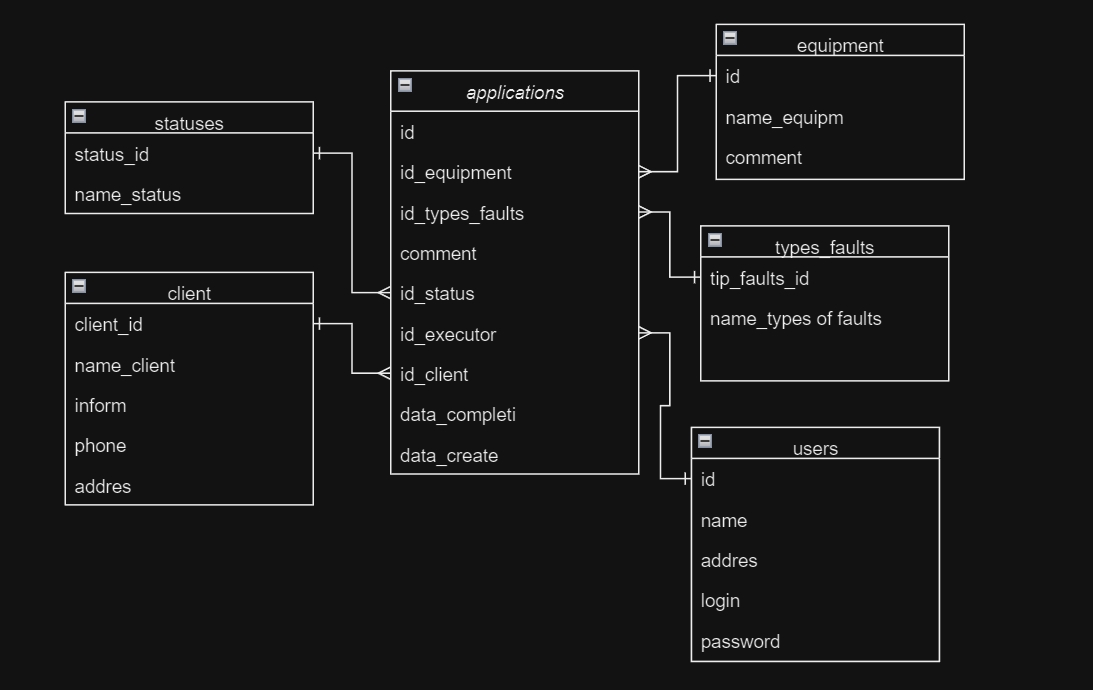 statuses
status_id
name_status
client
client_id
name_client
inform
phone
addres
applications
id
id_equipment
id_types_faults
comment
id_status
id_executor
id_client
data_completi
data_create
equipment
id
name_equipm
comment
types_faults
tip_faults_id
name_types of faults
users
id
name
addres
login
password